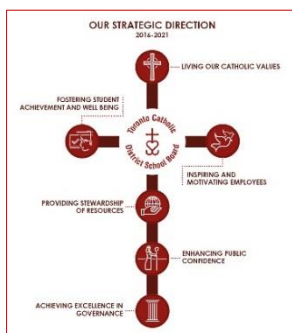 OUR STRATEGIC DIRECTION
2016-2021
LIVING OUR CATHOLIC VALUES
FOSTERING STUDENT
ACHIEVEMENT AND WELL BEING
Toronto Catholic
District School Board
INSPIRING AND
MOTIVATING EMPLOYEES
PROVIDING STEWARDSHIP
OF RESOURCES
ENHANCING PUBLIC
CONFIDENCE
ACHIEVING EXCELLENCE IN
GOVERNANCE